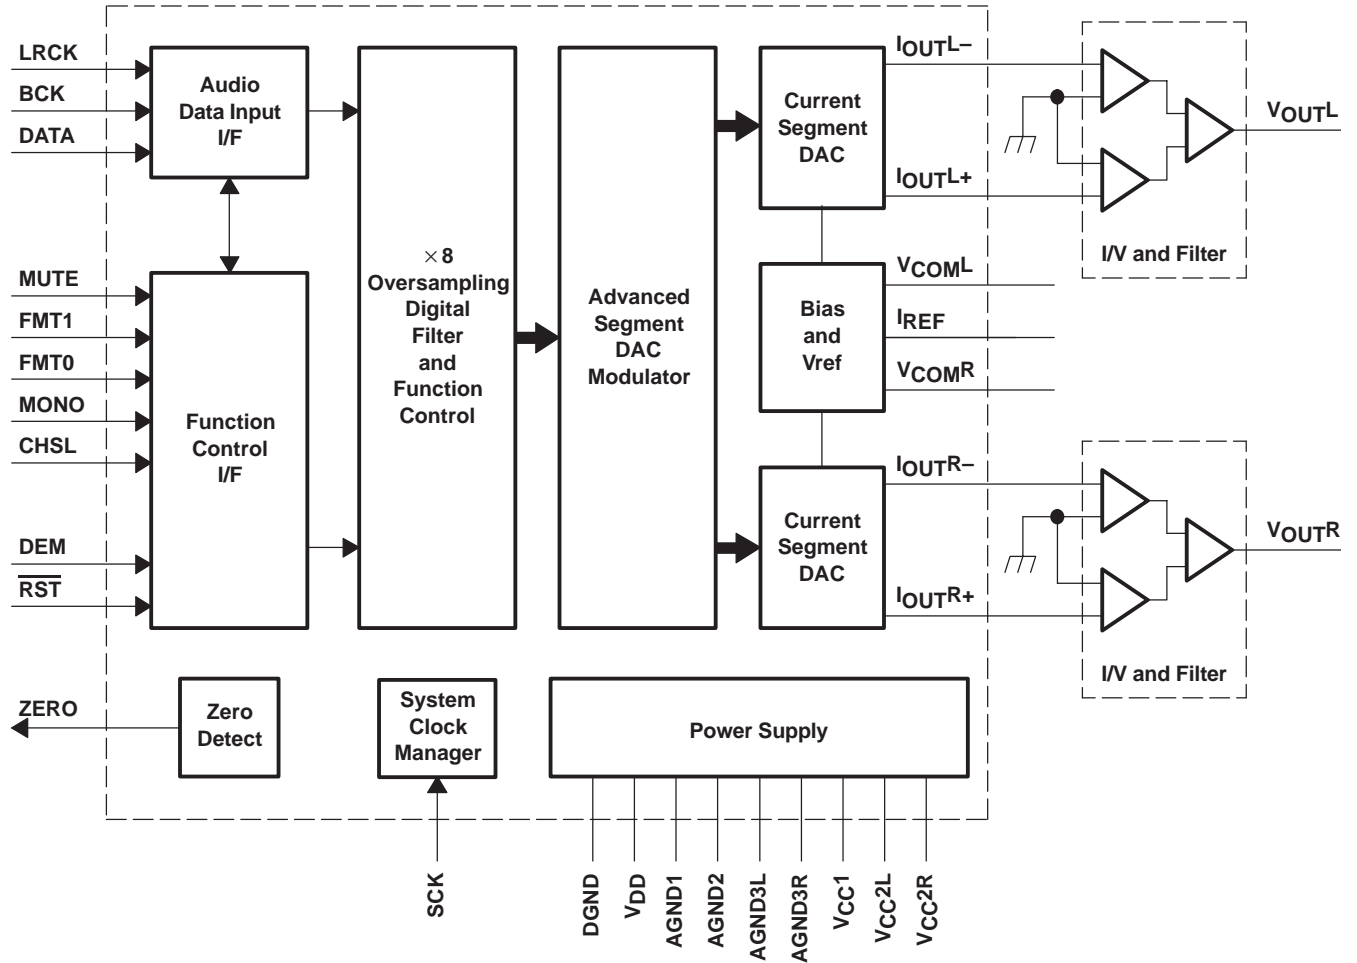 LRCK
BCK
DATA
Audio
Data Input
I/F
MUTE
FMT1
FMT0
MONO
CHSL
DEM
RST
Function
Control
I/F
×8
Oversampling
Digital
Filter
and
Function
Control
Advanced
Segment
DAC
Modulator
Current
Segment
DAC
IOUTL–
IOUTL+
Bias
and
Vref
VCOML
IREF
VCOMR
Current
Segment
DAC
IOUTR–
IOUTR+
VOUTL
I/V and Filter
VOUTR
I/V and Filter
ZERO
Zero
Detect
System
Clock
Manager
SCK
Power Supply
DGND
VDD
AGND1
AGND2
AGND3L
AGND3R
VCC1
VCC2L
VCC2R